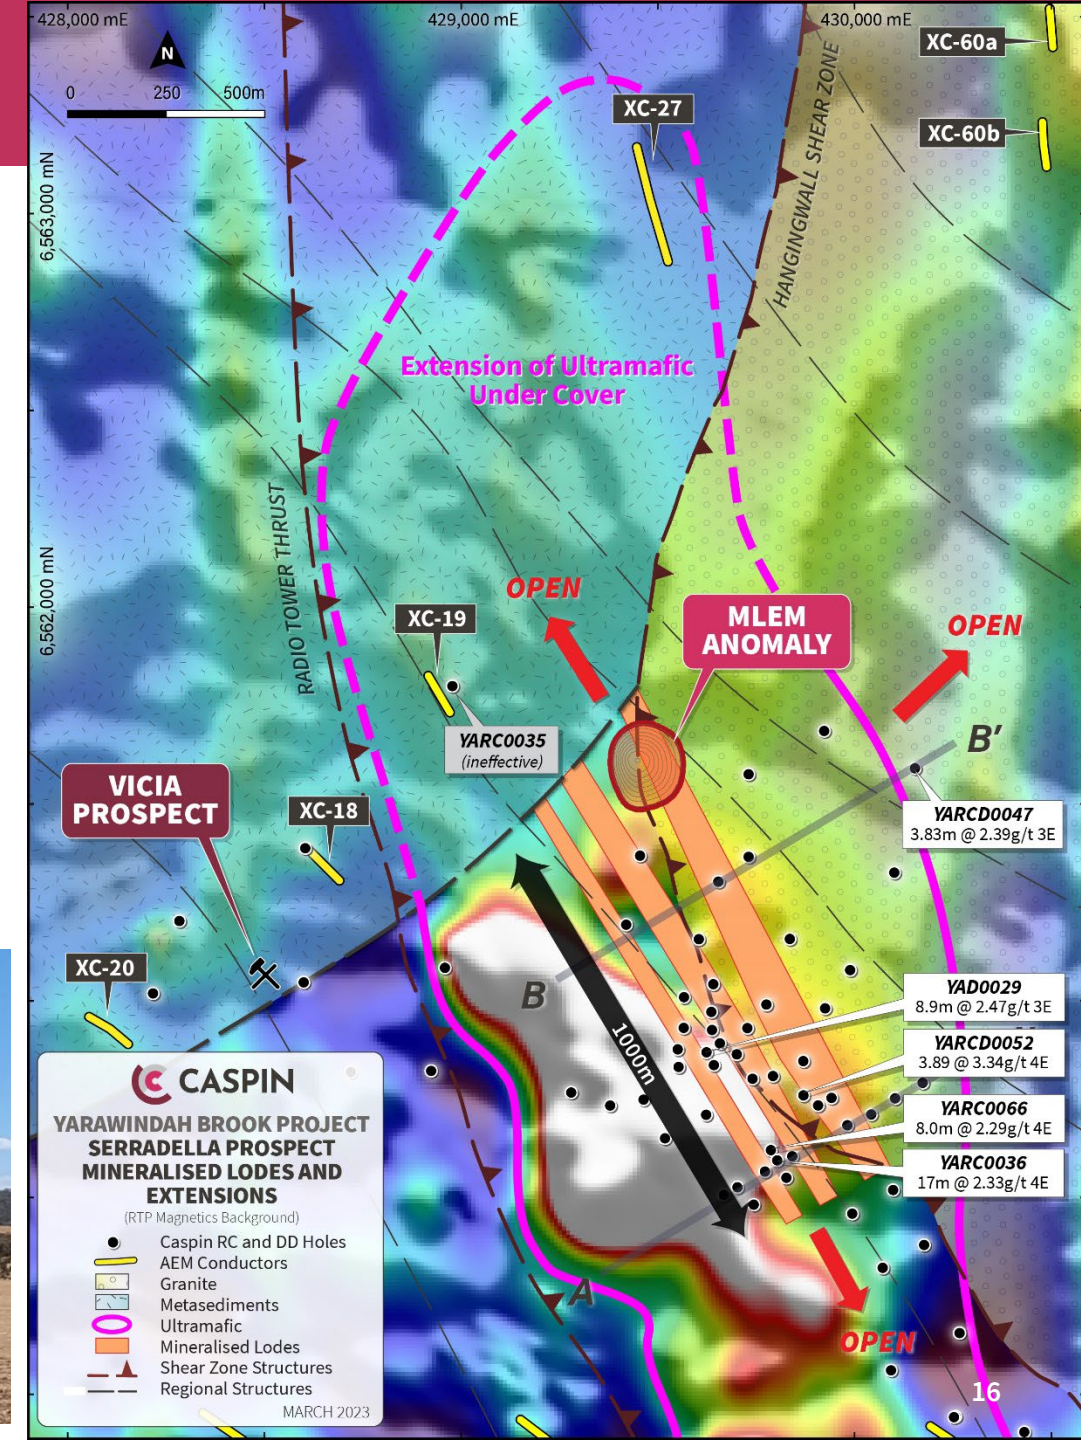 428,000 mE
429,000 mE
430,000 mE
N
0 250 500m
6,563,000 mN
6,562,000 mN
XC-60a
XC-60b
XC-27
HANGINGWALL SHEAR ZONE
Extension of Ultramafic
Under Cover
RADIO TOWER THRUST
OPEN
XC-19
MLEM
ANOMALY
OPEN
YARC0035
(ineffective)
B'
VICIA
PROSPECT
XC-18
YARCD0047
3.83m @ 2.39g/t 3E
XC-20
B
YAD0029
8.9m @ 2.47g/t 3E
1000m
YARCD0052
3.89 @ 3.34g/t 4E
YARC0066
8.0m @ 2.29g/t 4E
YARC0036
17m @ 2.33g/t 4E
A
OPEN
CASPIN
YARAWINDAH BROOK PROJECT
SERRADELLA PROSPECT
MINERALISED LODES AND
EXTENSIONS
(RTP Magnetics Background)
Caspin RC and DD Holes
AEM Conductors
Granite
Metasediments
Ultramafic
Mineralised Lodes
Shear Zone Structures
Regional Structures
MARCH 2023
16